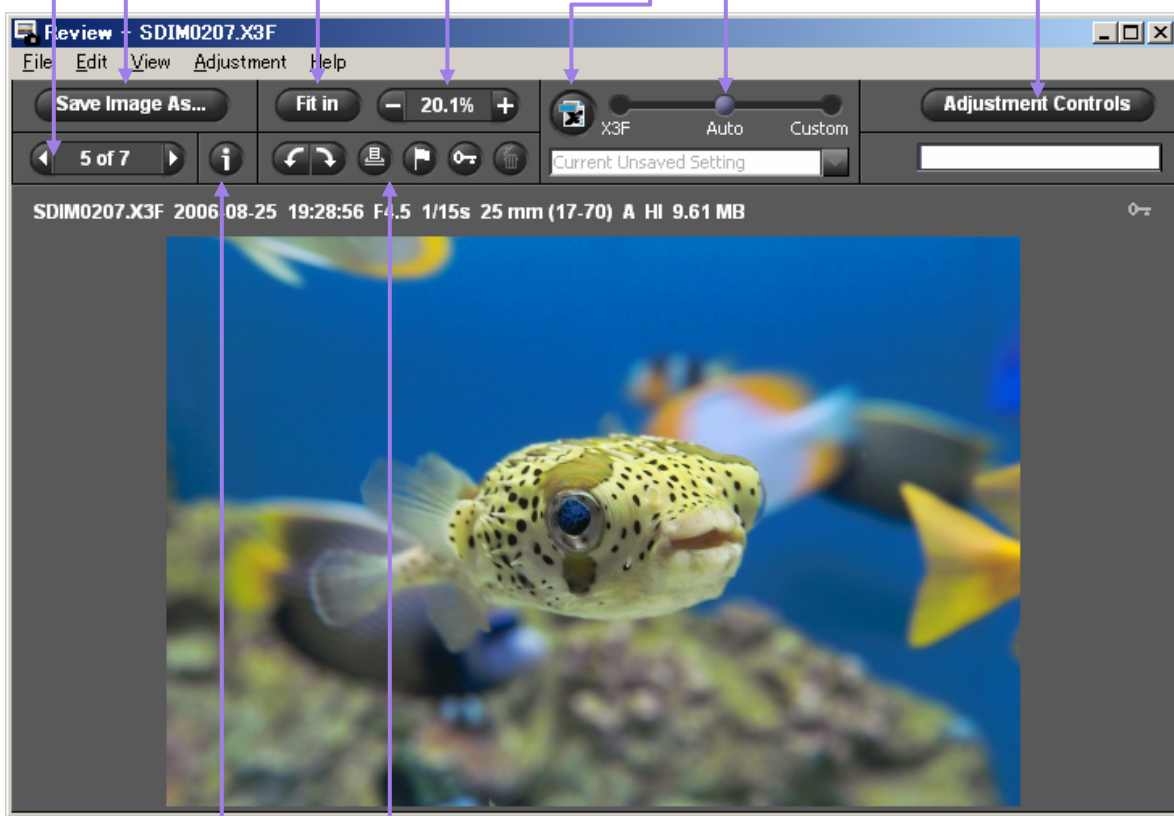 Review - SDIM0207.X3F
File Edit View Adjustment Help
Save Image As... Fit in 20.1% X3F Auto Custom Adjustment Controls
5 of 7 i Current Unsaved Setting
SDIM0207.X3F 2006-08-25 19:28:56 F4.5 1/15s 25 mm (17-70) A HI 9.61 MB